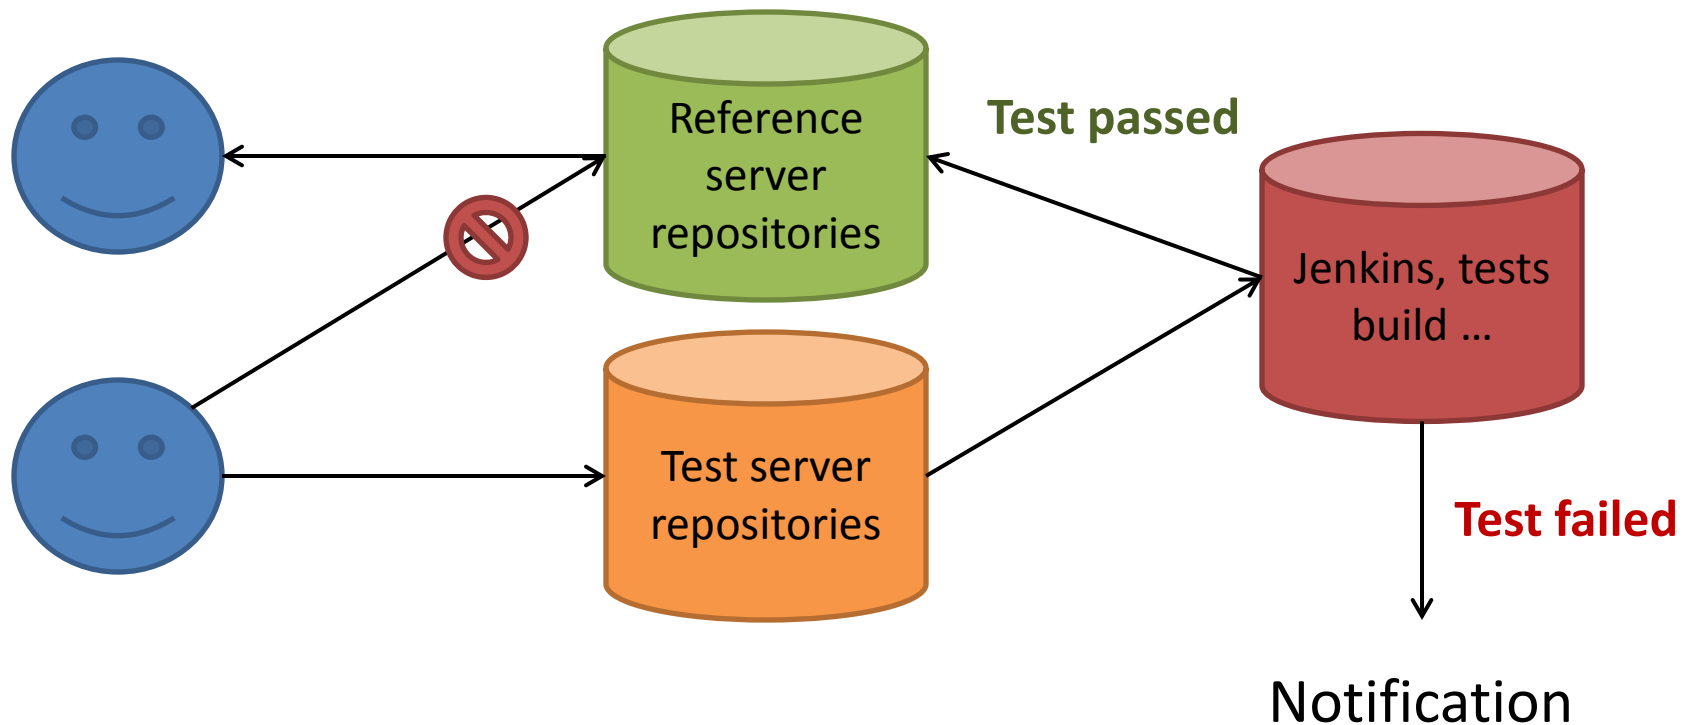 Reference
server
repositories
Test passed
Jenkins, tests
build ...
Test server
repositories
Test failed
Notification